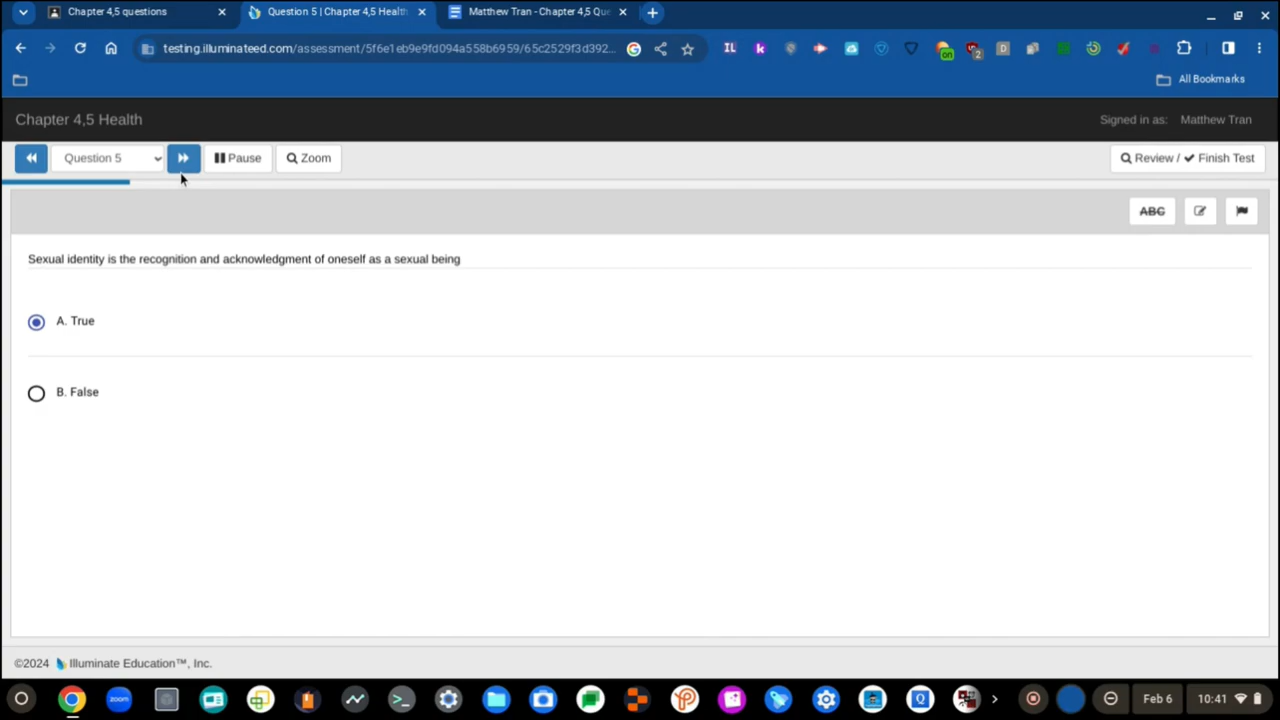 Chapter 4,5 questions
Question 5 | Chapter 4,5 Health
Matthew Tran - Chapter 4,5 Que
testing.illuminateed.com/assessment/5f6e1eb9e9fd094a558b6959/65c2529f3d392...
All Bookmarks
Chapter 4,5 Health
Signed in as: Matthew Tran
Question 5
Pause
Zoom
Review / ✔ Finish Test
ABC
Sexual identity is the recognition and acknowledgment of oneself as a sexual being
A. True
B. False
©2024 Illuminate Education™, Inc.
zoom
Feb 6
10:41